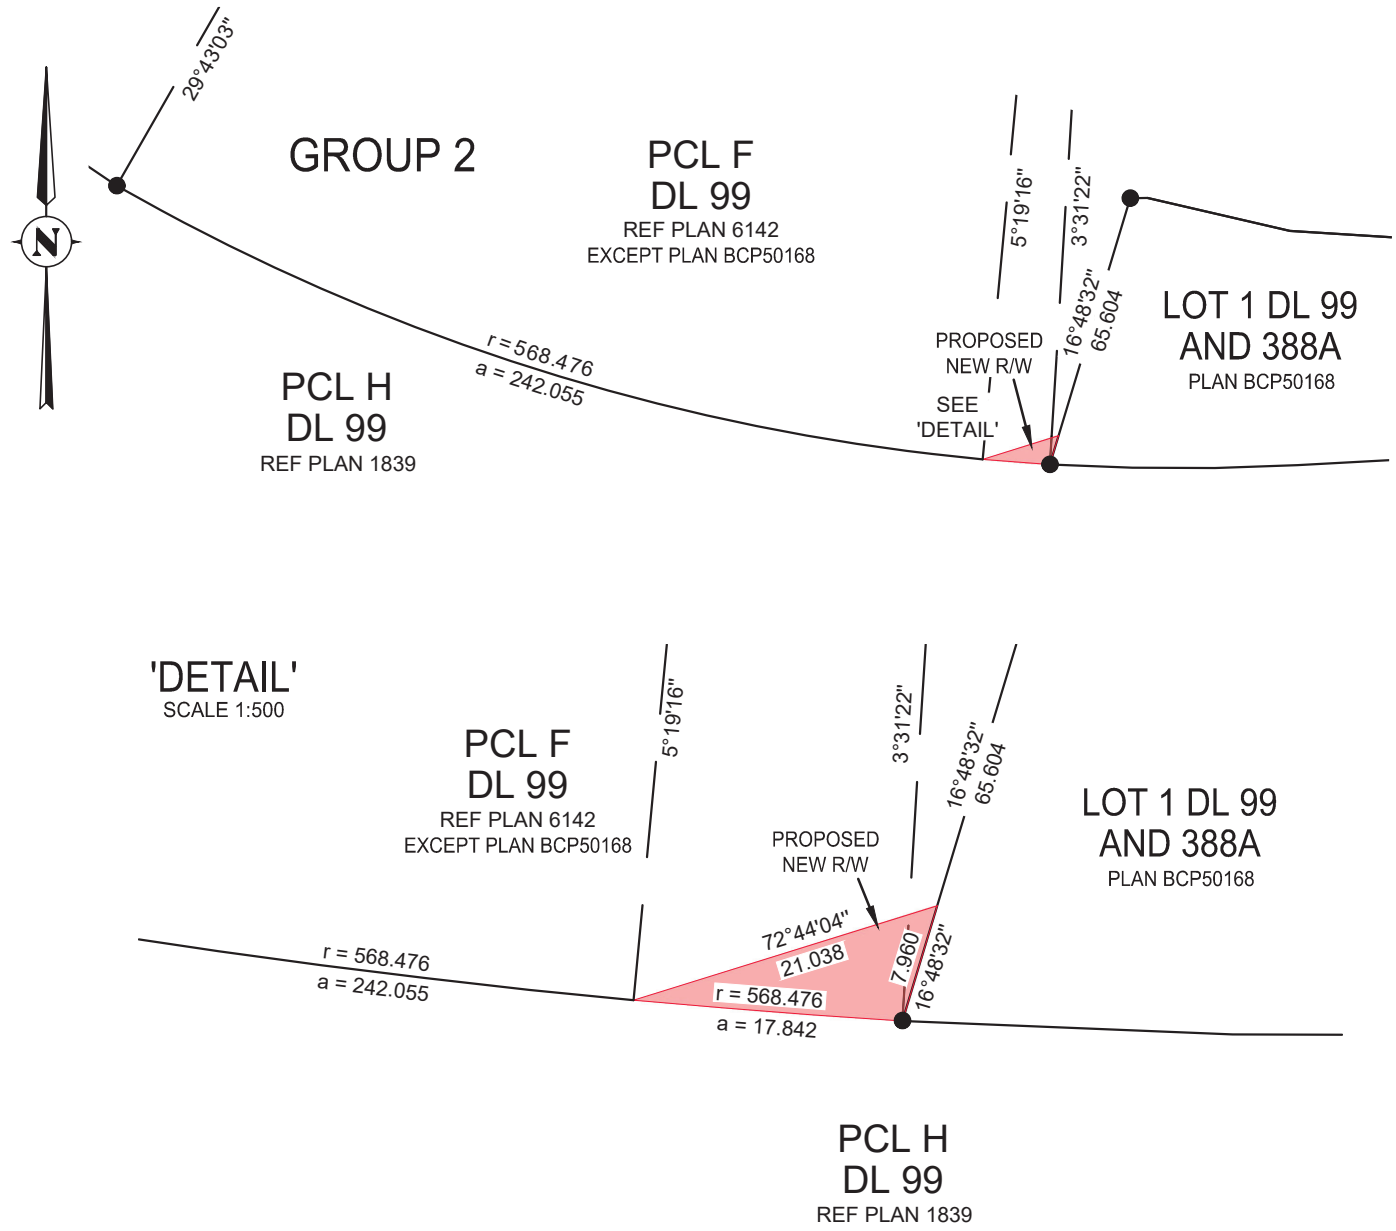 29°43'03"
GROUP 2
PCL F
DL 99
REF PLAN 6142
EXCEPT PLAN BCP50168
5°19'16"
3°31'22"
N
16°48'32"
65.604
LOT 1 DL 99
AND 388A
PLAN BCP50168
PROPOSED
NEW R/W
SEE
'DETAIL'
r = 568.476
a = 242.055
PCL H
DL 99
REF PLAN 1839
'DETAIL'
SCALE 1:500
PCL F
DL 99
REF PLAN 6142
EXCEPT PLAN BCP50168
5°19'16"
3°31'22"
16°48'32"
65.604
LOT 1 DL 99
AND 388A
PLAN BCP50168
PROPOSED
NEW R/W
72°44'04"
21.038
7.960
16°48'32"
r = 568.476
a = 242.055
r = 568.476
a = 17.842
PCL H
DL 99
REF PLAN 1839